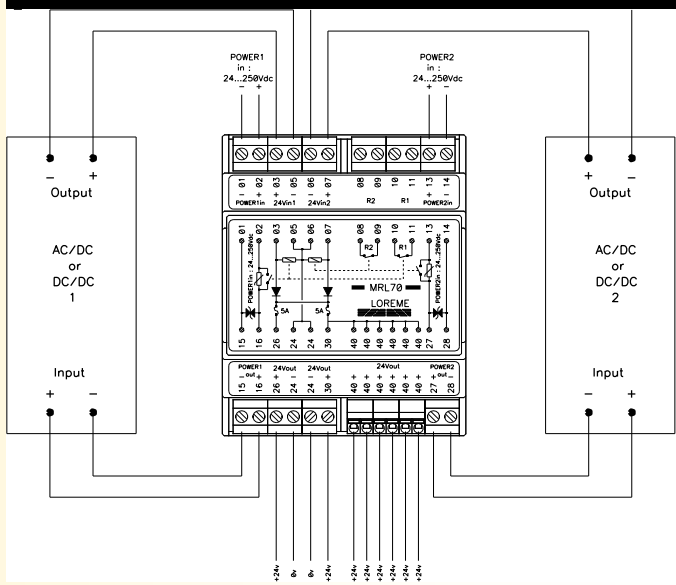 POWER1 POWER2
in : in :
24...250Vdc 24...250Vdc
- + + -
- + + -
Output Output
01 02 03 05 06 07 08 09 10 11 13 14
- + + - - + + -
POWER1in 24Vin1 24Vin2 R2 R1 POWER2in
01 02 03 05 06 07 08 09 10 11 13 14
R2 R1
POWER1in : 24...250Vdc
POWER2in : 24...250Vdc
MRL70
LOREME
5A 5A
AC/DC AC/DC
or or
DC/DC DC/DC
1 2
15 16 26 24 24 30 40 40 40 40 40 40 27 28
Input Input
POWER1 24Vout 24Vout 24Vout POWER2
- out + + - - + + + + + + + + out -
15 16 26 24 24 30 40 40 40 40 40 40 27 28
+ - - +
+24v 0v 0v +24v +24v +24v +24v +24v +24v +24v